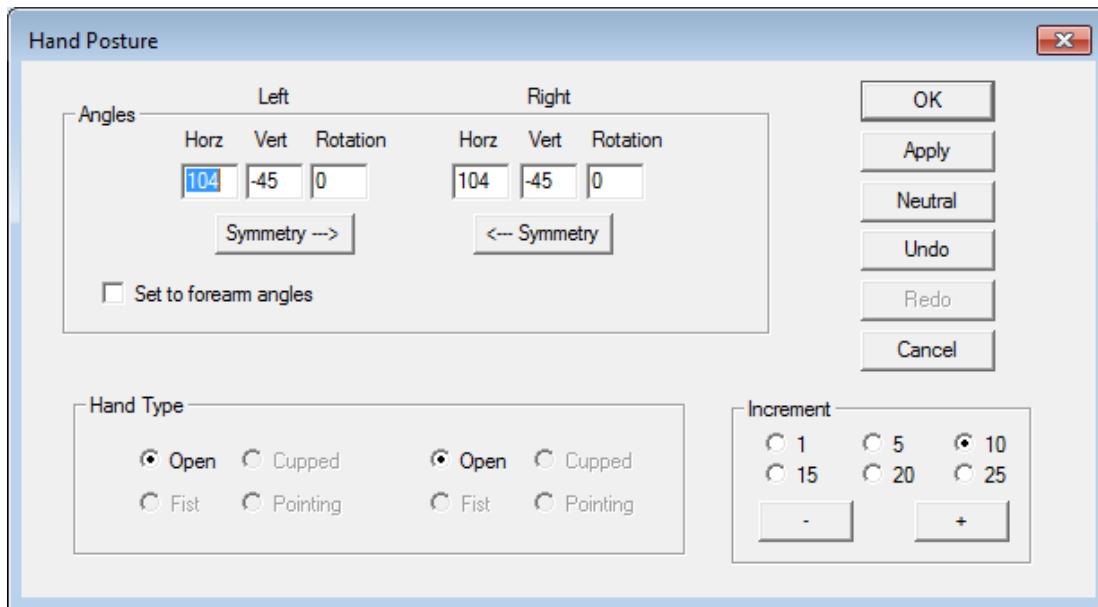 Hand Posture
Left Right
Angles
Horz Vert Rotation Horz Vert Rotation
104 -45 0 104 -45 0
Symmetry ---> <--- Symmetry
Set to forearm angles
OK
Apply
Neutral
Undo
Redo
Cancel
Hand Type
Open Cupped Open Cupped
Fist Pointing Fist Pointing
Increment
1 5 10
15 20 25
- +